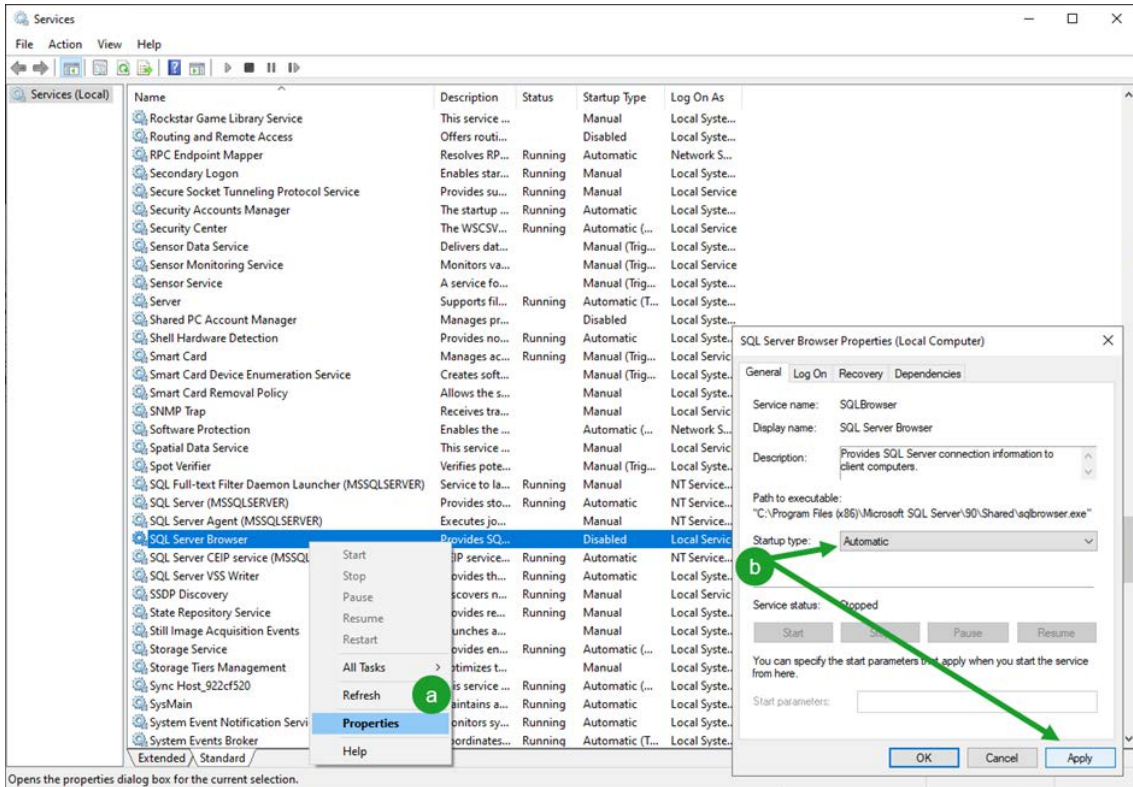 Services
File Action View Help
Services (Local)
Name Description Status Startup Type Log On As
Rockstar Game Library Service This service ... Manual Local Syste...
Routing and Remote Access Offers routi... Disabled Local Syste...
RPC Endpoint Mapper Resolves RP... Running Automatic Network S...
Secondary Logon Enables star... Running Manual Local Syste...
Secure Socket Tunneling Protocol Service Provides su... Running Manual Local Service
Security Accounts Manager The startup ... Running Automatic Local Syste...
Security Center The WSCSV... Running Automatic (... Local Service
Sensor Data Service Delivers dat... Manual (Trig... Local Syste...
Sensor Monitoring Service Monitors va... Manual (Trig... Local Service
Sensor Service A service fo... Manual (Trig... Local Syste...
Server Supports fil... Running Automatic (T... Local Syste...
Shared PC Account Manager Manages pr... Disabled Local Syste...
Shell Hardware Detection Provides no... Running Automatic Local Syste..
Smart Card Manages ac... Running Manual (Trig... Local Servic
Smart Card Device Enumeration Service Creates soft... Manual (Trig... Local Syste..
Smart Card Removal Policy Allows the s... Manual Local Syste..
SNMP Trap Receives tra... Manual Local Servic
Software Protection Enables the ... Automatic (... Network S..
Spatial Data Service This service ... Manual Local Servic
Spot Verifier Verifies pote... Manual (Trig... Local Syste..
SQL Full-text Filter Daemon Launcher (MSSQLSERVER) Service to la... Running Manual NT Service..
SQL Server (MSSQLSERVER) Provides sto... Running Automatic NT Service..
SQL Server Agent (MSSQLSERVER) Executes jo... Manual NT Service..
SQL Server Browser Provides SQ... Disabled Local Servic
SQL Server CEIP service (MSSQL EIP service... Running Automatic NT Service..
SQL Server VSS Writer ovides th... Running Automatic Local Syste..
SSDP Discovery scovers n... Running Manual Local Servic
State Repository Service ovides re... Running Manual Local Syste..
Still Image Acquisition Events unches a... Manual Local Syste..
Storage Service ovides en... Running Automatic (... Local Syste..
Storage Tiers Management ptimizes t... Manual Local Syste..
Sync Host_922cf520 is service ... Running Automatic (... Local Syste..
SysMain aintains a... Running Automatic Local Syste..
System Event Notification Servi onitors sy... Running Automatic Local Syste..
System Events Broker oordinates... Running Automatic (T... Local Syste..
Extended Standard
Opens the properties dialog box for the current selection.
Start
Stop
Pause
Resume
Restart
All Tasks
Refresh
a
Properties
Help
SQL Server Browser Properties (Local Computer)
General Log On Recovery Dependencies
Service name: SQLBrowser
Display name: SQL Server Browser
Description: Provides SQL Server connection information to
client computers.
Path to executable:
"C:\Program Files (x86)\Microsoft SQL Server\90\Shared\sqlbrowser.exe"
Startup type: Automatic
b
Service status: Stopped
Start Stop Pause Resume
You can specify the start parameters that apply when you start the service
from here.
Start parameters:
OK Cancel Apply